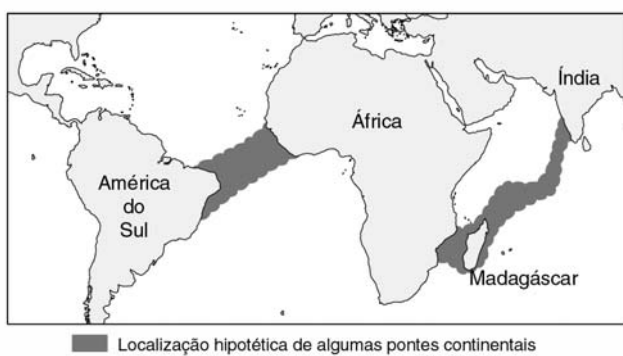 Índia
África
América
do
Sul
Madagáscar
Localização hipotética de algumas pontes continentais